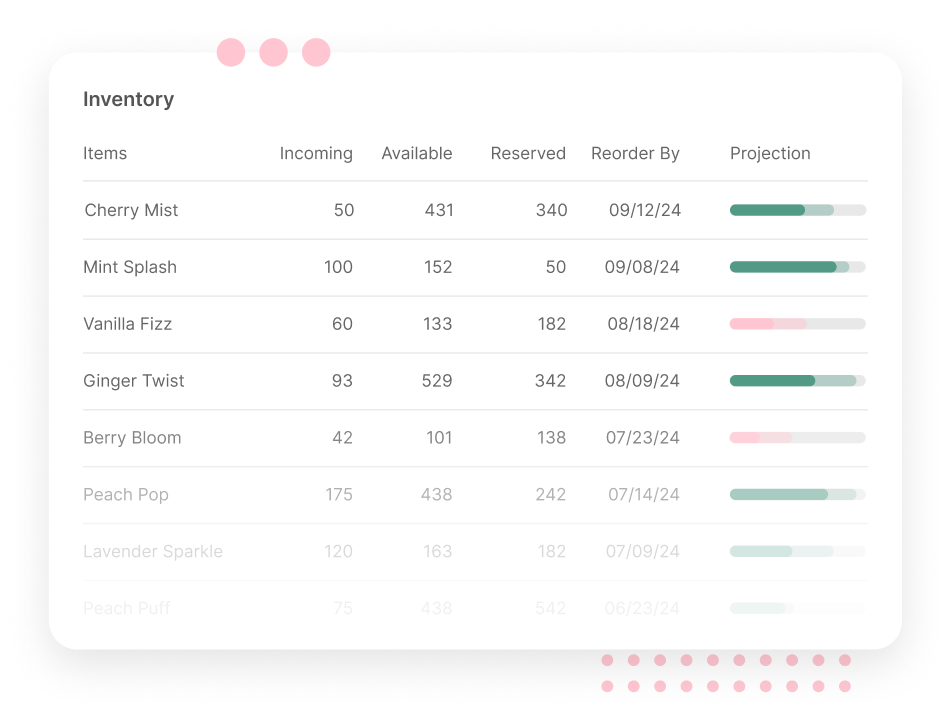 Inventory
Items Incoming Available Reserved Reorder By Projection
Cherry Mist 50 431 340 09/12/24
Mint Splash 100 152 50 09/08/24
Vanilla Fizz 60 133 182 08/18/24
Ginger Twist 93 529 342 08/09/24
Berry Bloom 42 101 138 07/23/24
Peach Pop 175 438 242 07/14/24
Lavender Sparkle 120 163 182 07/09/24
Peach Puff 75 438 542 06/23/24